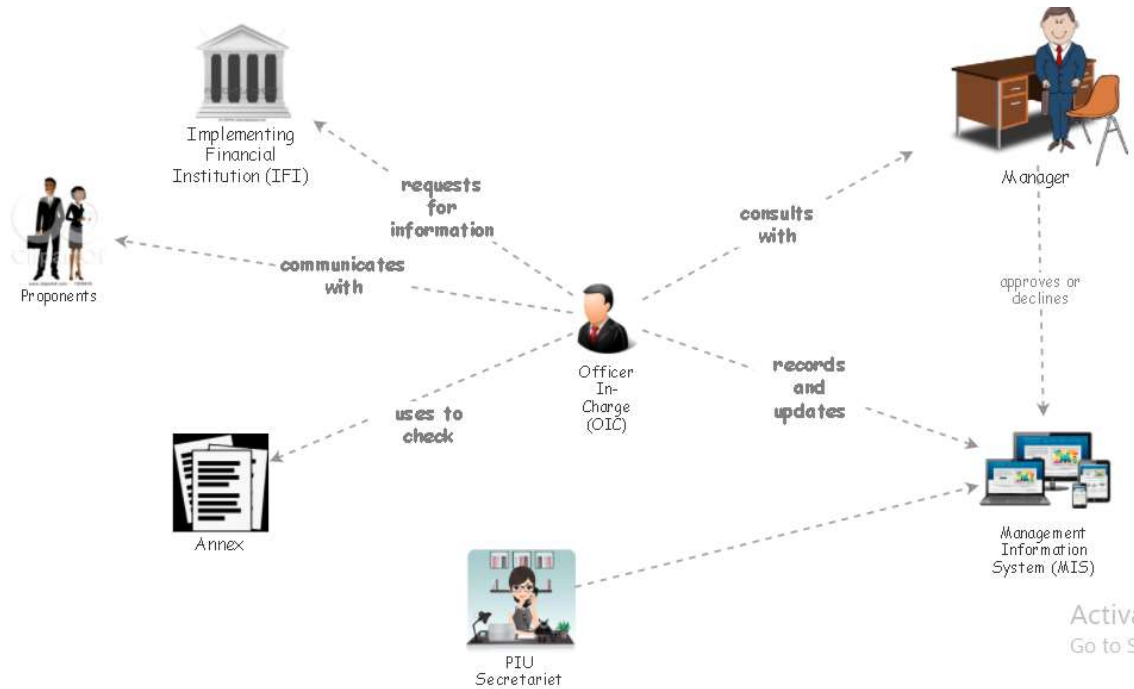 Implementing
Financial
Institution (IFI)
Manager
requests
for
information
consults
with
communicates
with
Proponents
approves or
declines
Officer
In-
Charge
(OIC)
records
and
updates
uses to
check
Annex
Management
Information
System (MIS)
PIU
Secretariet
Activa
Go to S